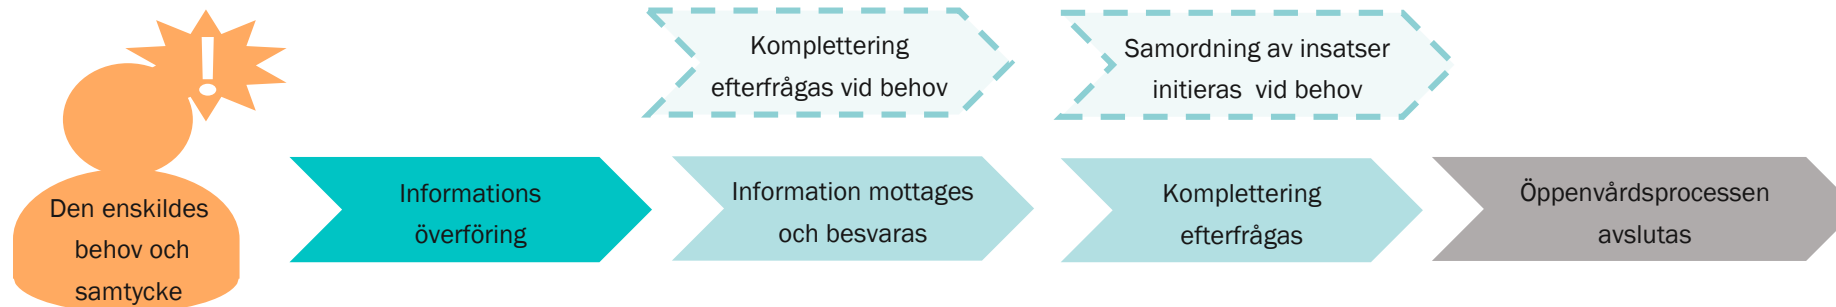 !
Den enskildes
behov och
samtycke
Informations
överföring
Komplettering
efterfrågas vid behov
Information mottages
och besvaras
Samordning av insatser
initieras vid behov
Komplettering
efterfrågas
Öppenvårdsprocessen
avslutas